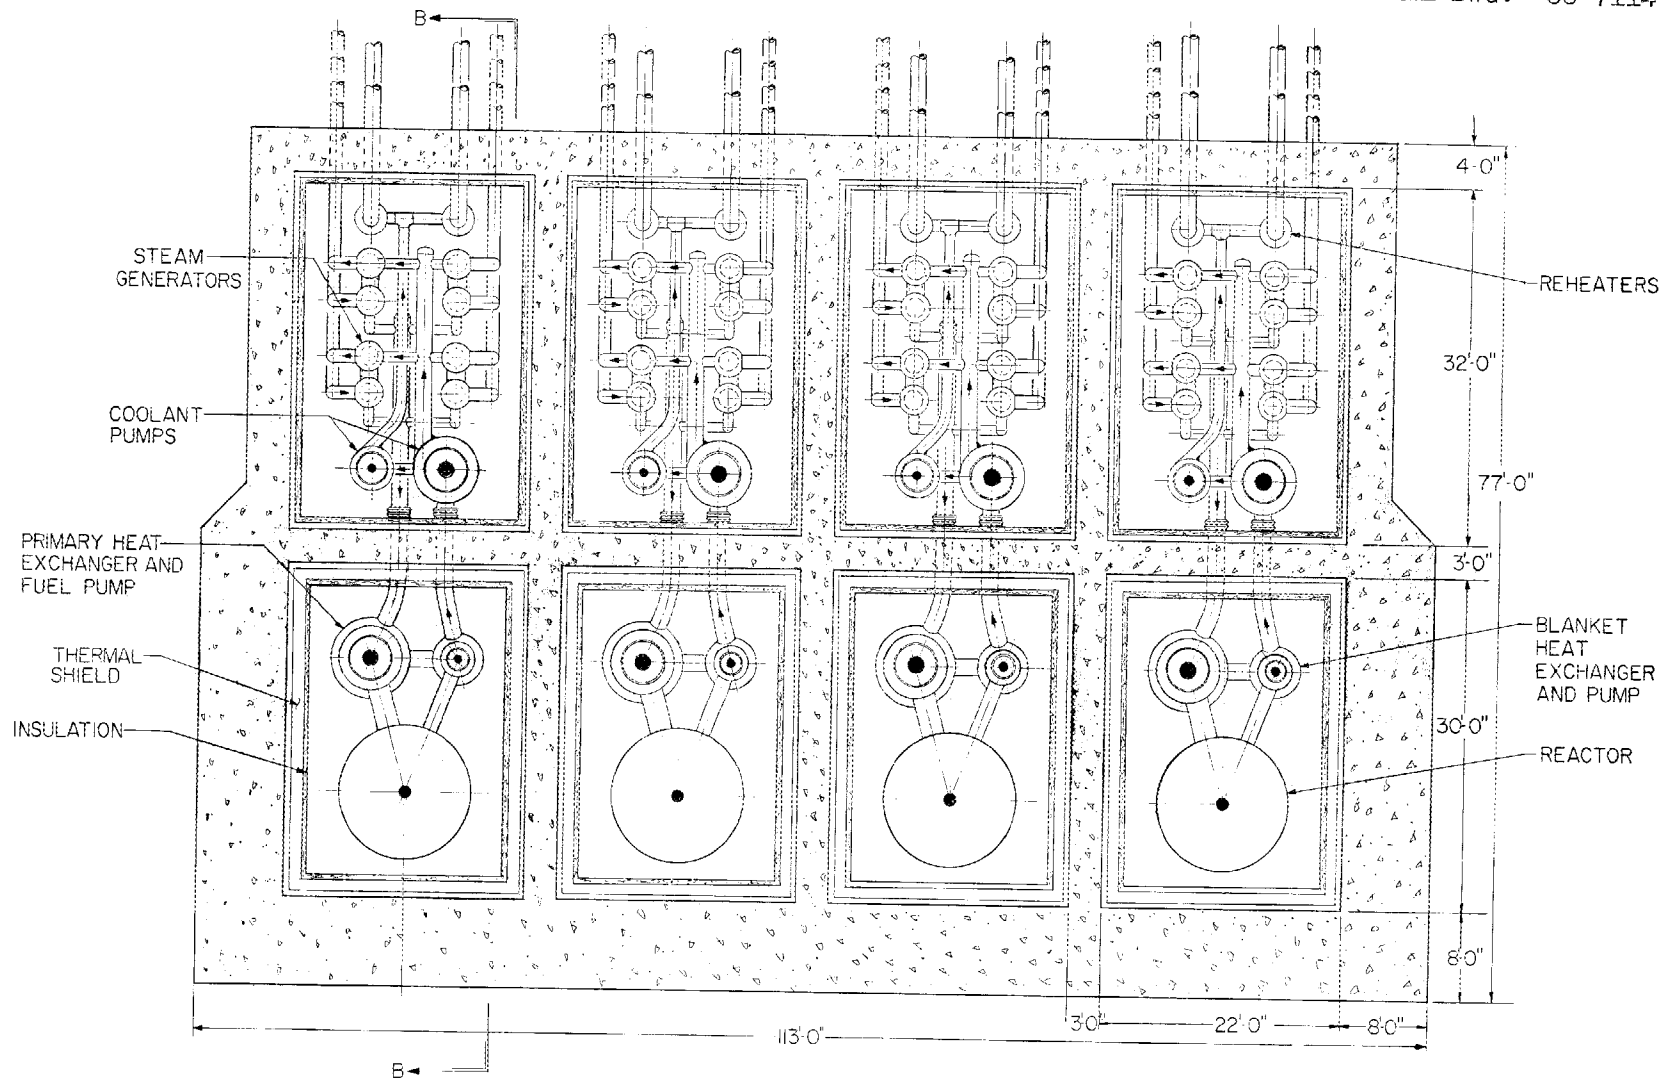 B
4'-0"
STEAM
GENERATORS
REHEATERS
32'-0"
COOLANT
PUMPS
77'-0"
PRIMARY HEAT
EXCHANGER AND
FUEL PUMP
3'-0"
THERMAL
SHIELD
BLANKET
HEAT
EXCHANGER
AND PUMP
INSULATION
30'-0"
REACTOR
8'-0"
3'0"
22'-0"
8'-0"
113'-0"
B